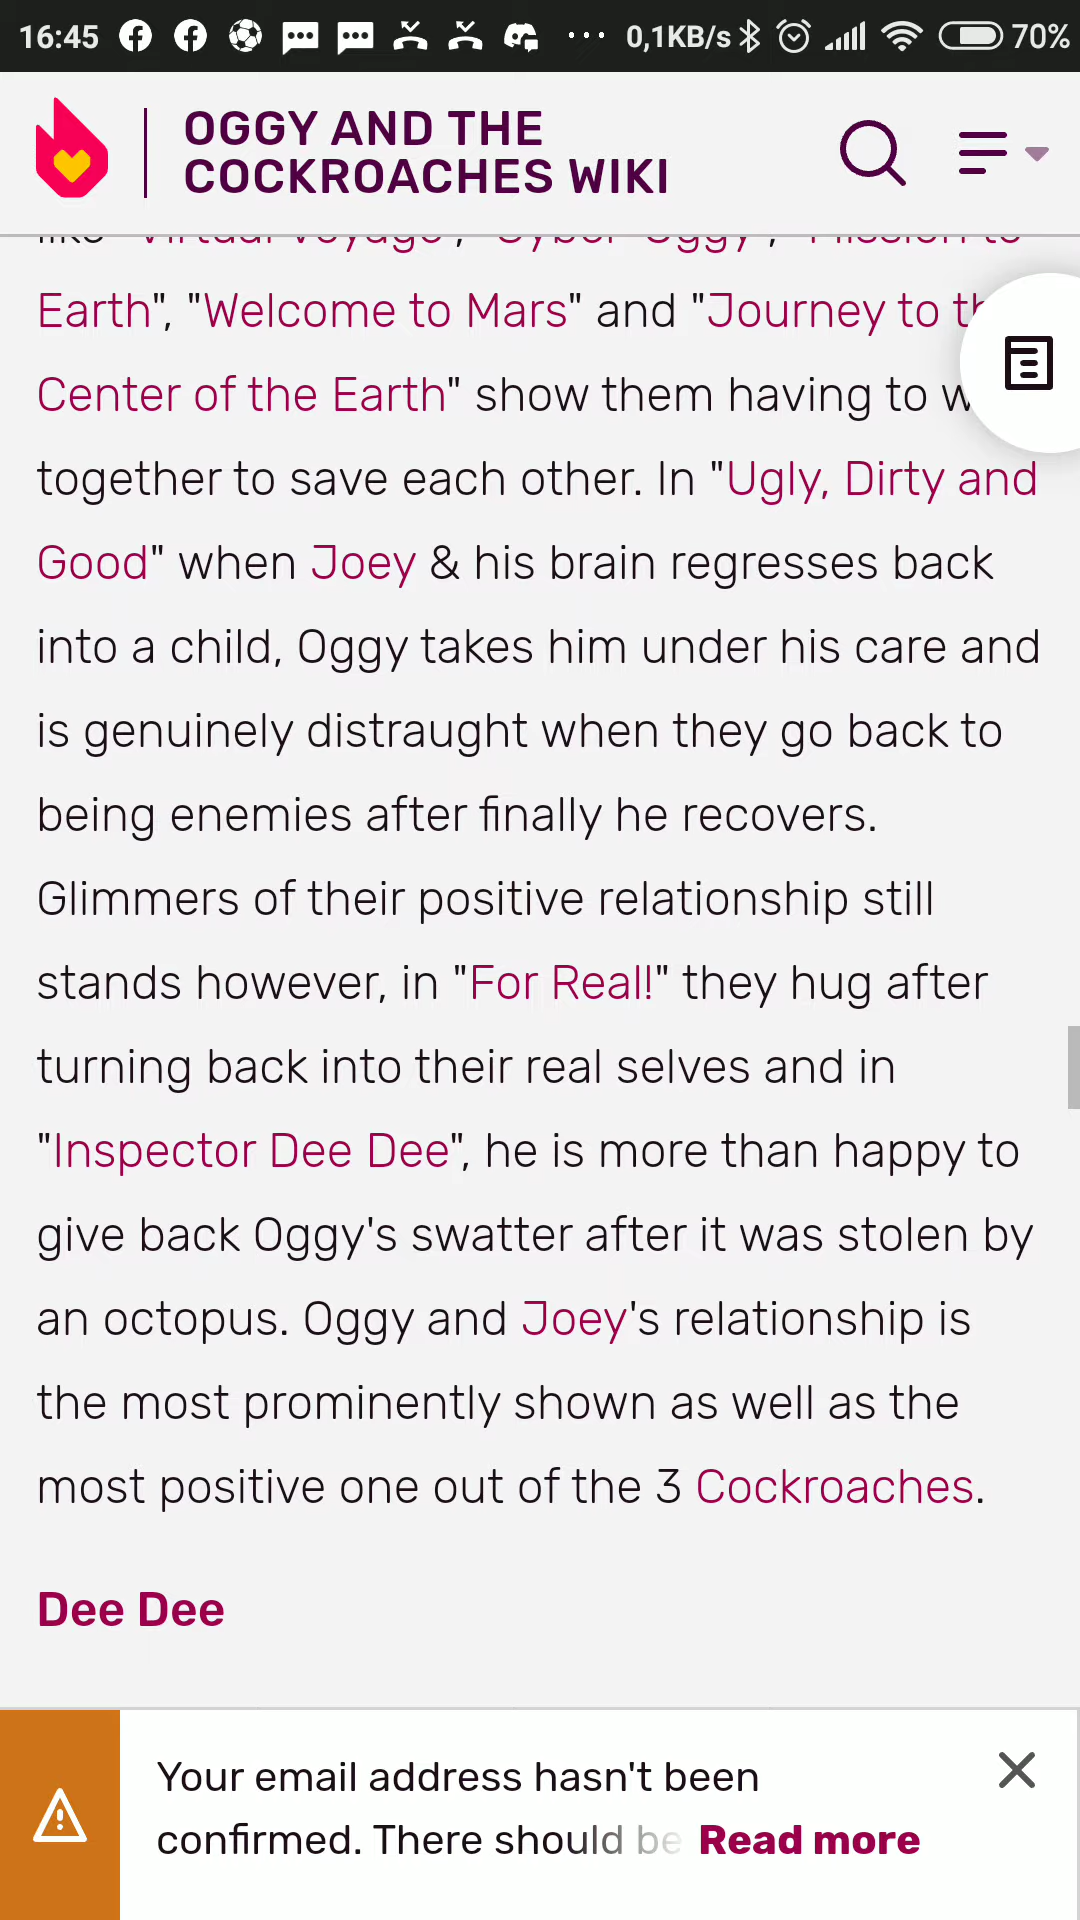 16:45 0,1KB/s 70%
OGGY AND THE
COCKROACHES WIKI
like "Virtual Voyage", "Cyber Oggy", "Mission to
Earth", "Welcome to Mars" and "Journey to
Center of the Earth" show them having to
together to save each other. In "Ugly, Dirty and
Good" when Joey & his brain regresses back
into a child, Oggy takes him under his care and
is genuinely distraught when they go back to
being enemies after finally he recovers.
Glimmers of their positive relationship still
stands however, in "For Real!" they hug after
turning back into their real selves and in
"Inspector Dee Dee", he is more than happy to
give back Oggy's swatter after it was stolen by
an octopus. Oggy and Joey's relationship is
the most prominently shown as well as the
most positive one out of the 3 Cockroaches.
Dee Dee
Your email address hasn't been
confirmed. There should be Read more